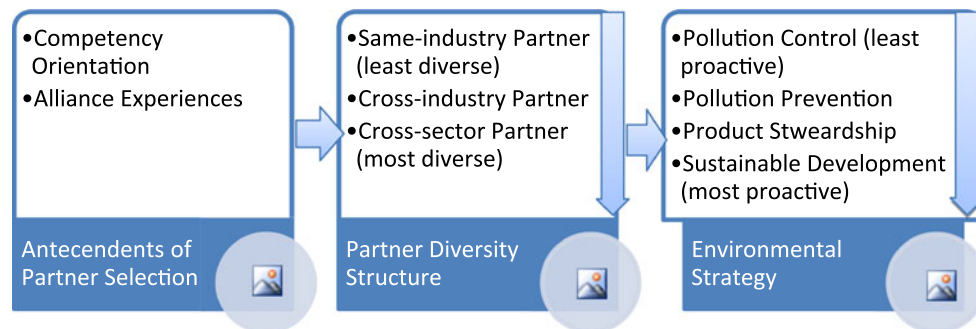 •Competency
Orientation
•Alliance Experiences
Antecendents of
Partner Selection
•Same-industry Partner
(least diverse)
•Cross-industry Partner
•Cross-sector Partner
(most diverse)
Partner Diversity
Structure
•Pollution Control (least
proactive)
•Pollution Prevention
•Product Stweardship
•Sustainable Development
(most proactive)
Environmental
Strategy